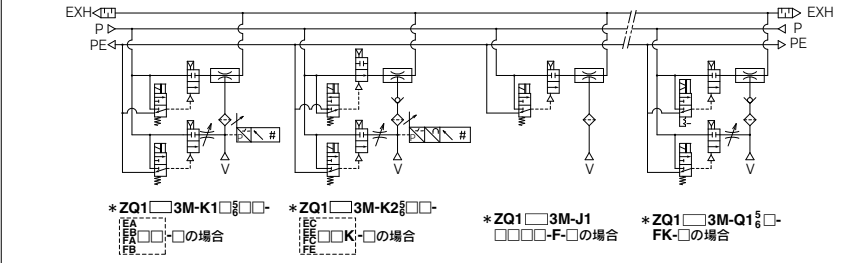 EXH EXH
P P
PE PE
P #
P #
V V V V
*ZQ1□3M-K1□⁵₆□□-
EA
EB
FA
FB
□□-□の場合
*ZQ1□3M-K2⁵₆□□-
EC
EE
FC
FE
□□K-□の場合
*ZQ1□3M-J1
□□□□-F-□の場合
*ZQ1□3M-Q1⁵₆□-
FK-□の場合